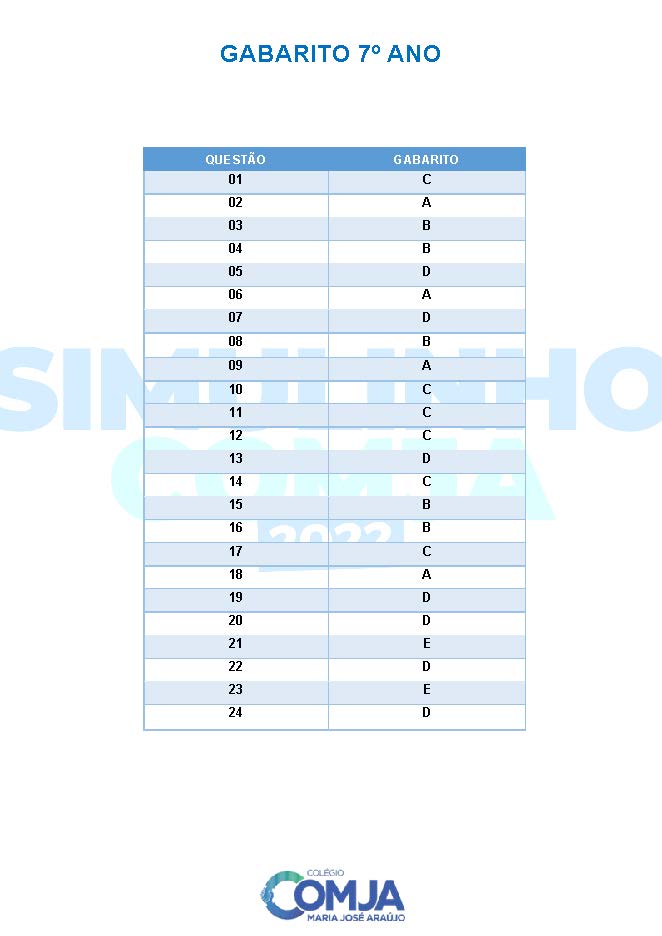 GABARITO 7º ANO
QUESTÃO GABARITO
01 C
02 A
03 B
04 B
05 D
06 A
07 D
08 B
09 A
10 C
11 C
12 C
13 D
14 C
15 B
16 B
17 C
18 A
19 D
20 D
21 E
22 D
23 E
24 D
SIMULINHO
COMJA
2022
COLÉGIO
COMJA
MARIA JOSÉ ARAÚJO